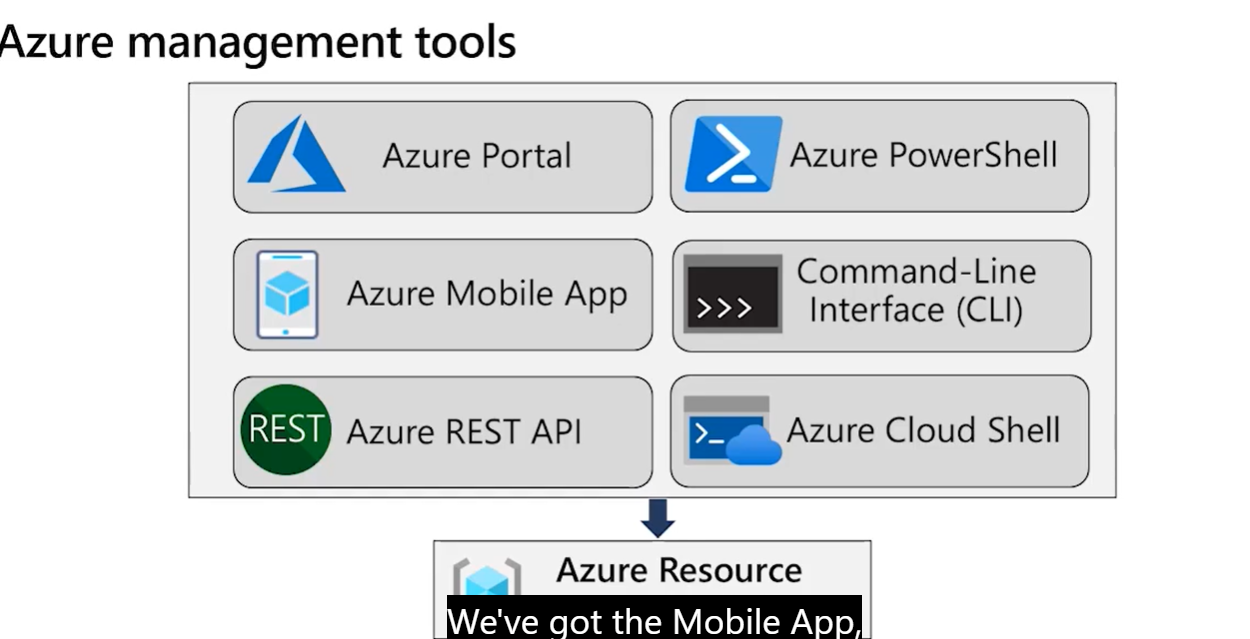 Azure management tools
Azure Portal
Azure PowerShell
Azure Mobile App
>>>
Command-Line
Interface (CLI)
REST
Azure REST API
>_
Azure Cloud Shell
Azure Resource
We've got the Mobile App,